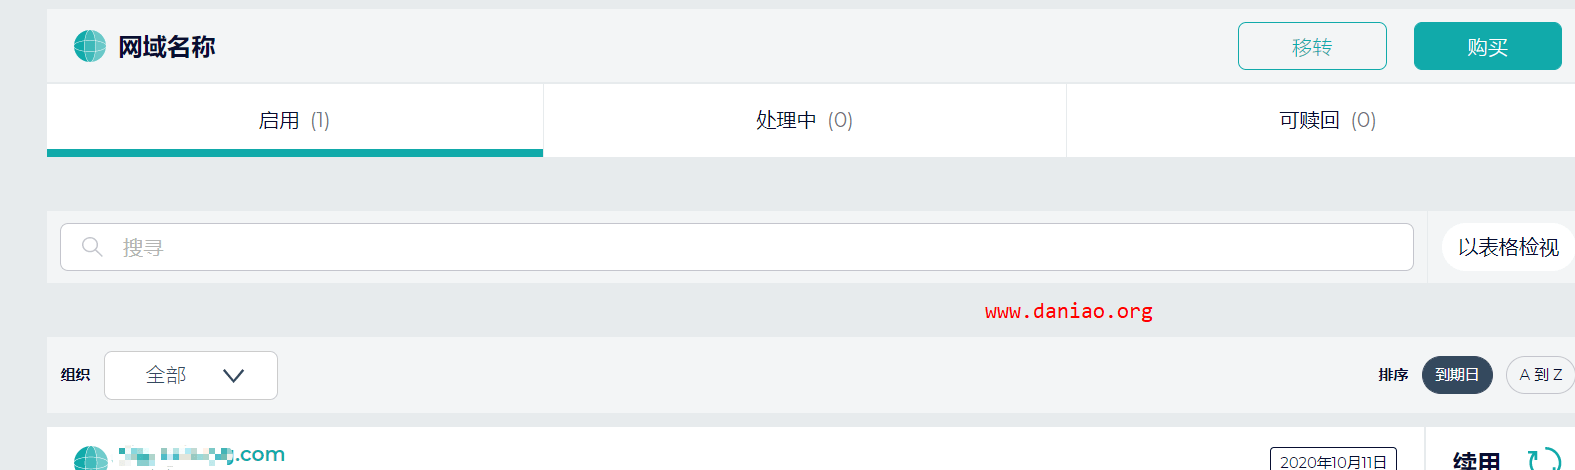 网域名称 移转 购买
启用 (1) 处理中 (0) 可赎回 (0)
搜寻 以表格检视
www.daniao.org
组织 全部 排序 到期日 A 到 Z
.com 2020年10月11日 续用